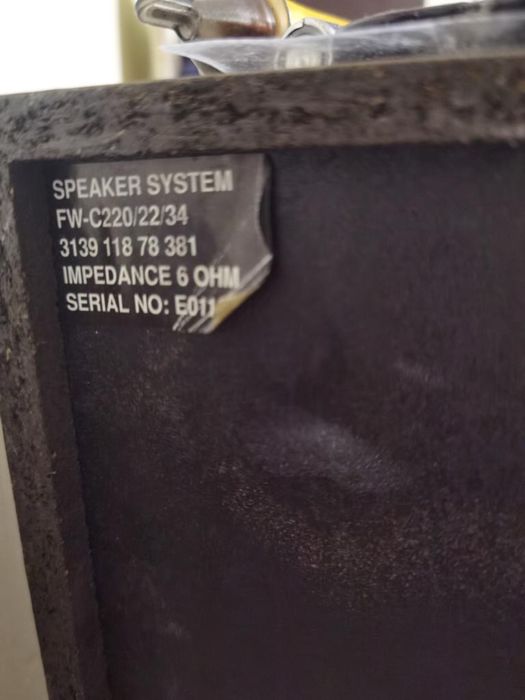 SPEAKER SYSTEM
FW-C220/22/34
3139 118 78 381
IMPEDANCE 6 OHM
SERIAL NO: E011